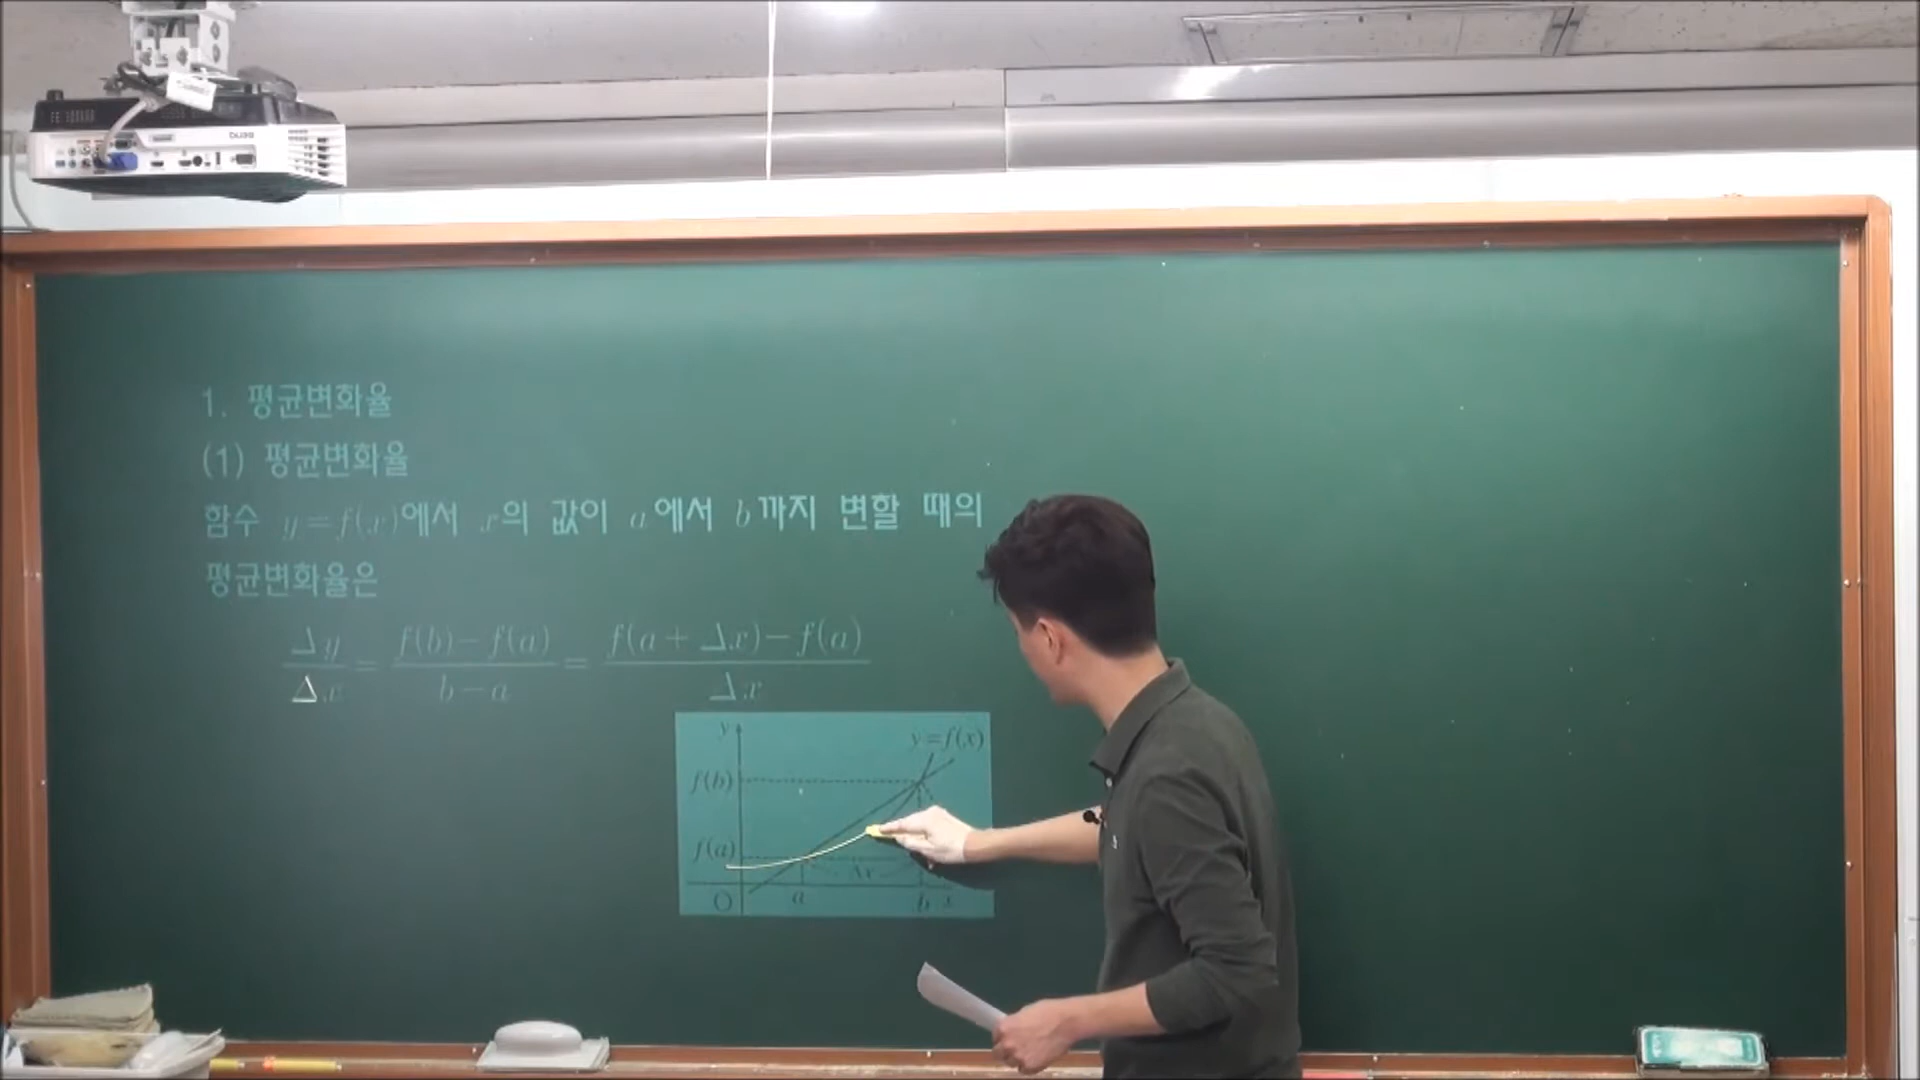 BenQ
1. 평균변화율
(1) 평균변화율
함수 y=f(x)에서 x의 값이 a에서 b까지 변할 때의
평균변화율은
Δy/Δx = f(b)−f(a)/b−a = f(a+Δx)−f(a)/Δx
y
y=f(x)
f(b)
f(a)
Δx
O a b x